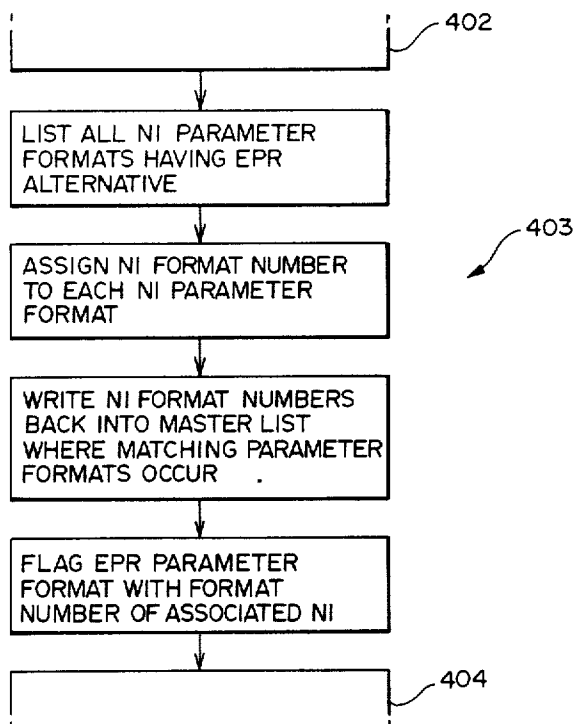 402
LIST ALL NI PARAMETER
FORMATS HAVING EPR
ALTERNATIVE
403
ASSIGN NI FORMAT NUMBER
TO EACH NI PARAMETER
FORMAT
WRITE NI FORMAT NUMBERS
BACK INTO MASTER LIST
WHERE MATCHING PARAMETER
FORMATS OCCUR .
FLAG EPR PARAMETER
FORMAT WITH FORMAT
NUMBER OF ASSOCIATED NI
404